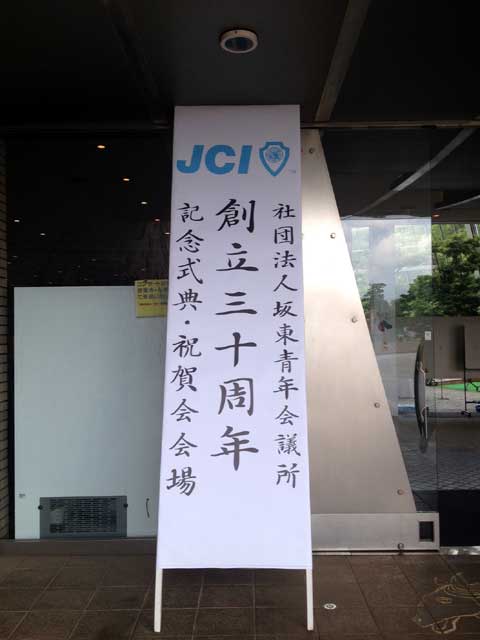 JCI
社団法人坂東青年会議所
創立三十周年
記念式典・祝賀会会場